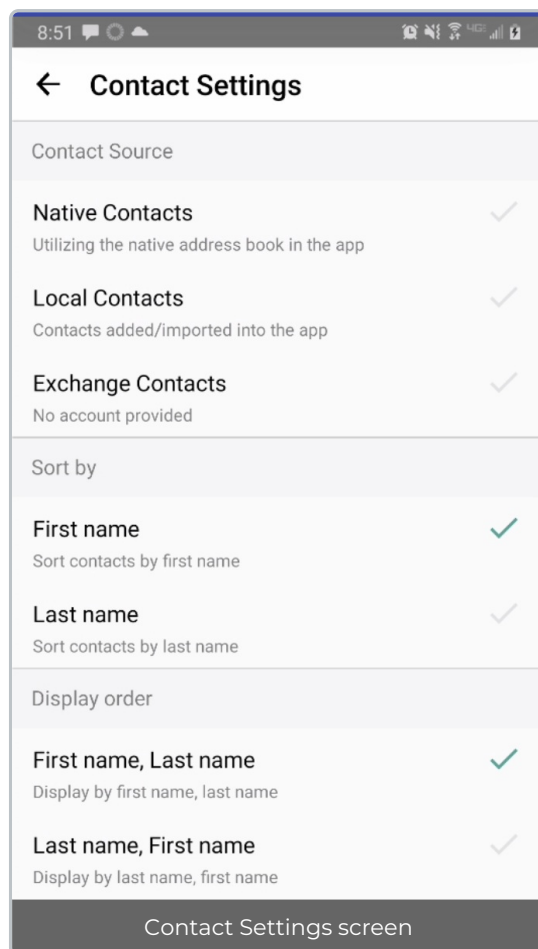 8:51
4GE
Contact Settings
Contact Source
Native Contacts
Utilizing the native address book in the app
Local Contacts
Contacts added/imported into the app
Exchange Contacts
No account provided
Sort by
First name
Sort contacts by first name
Last name
Sort contacts by last name
Display order
First name, Last name
Display by first name, last name
Last name, First name
Display by last name, first name
Contact Settings screen